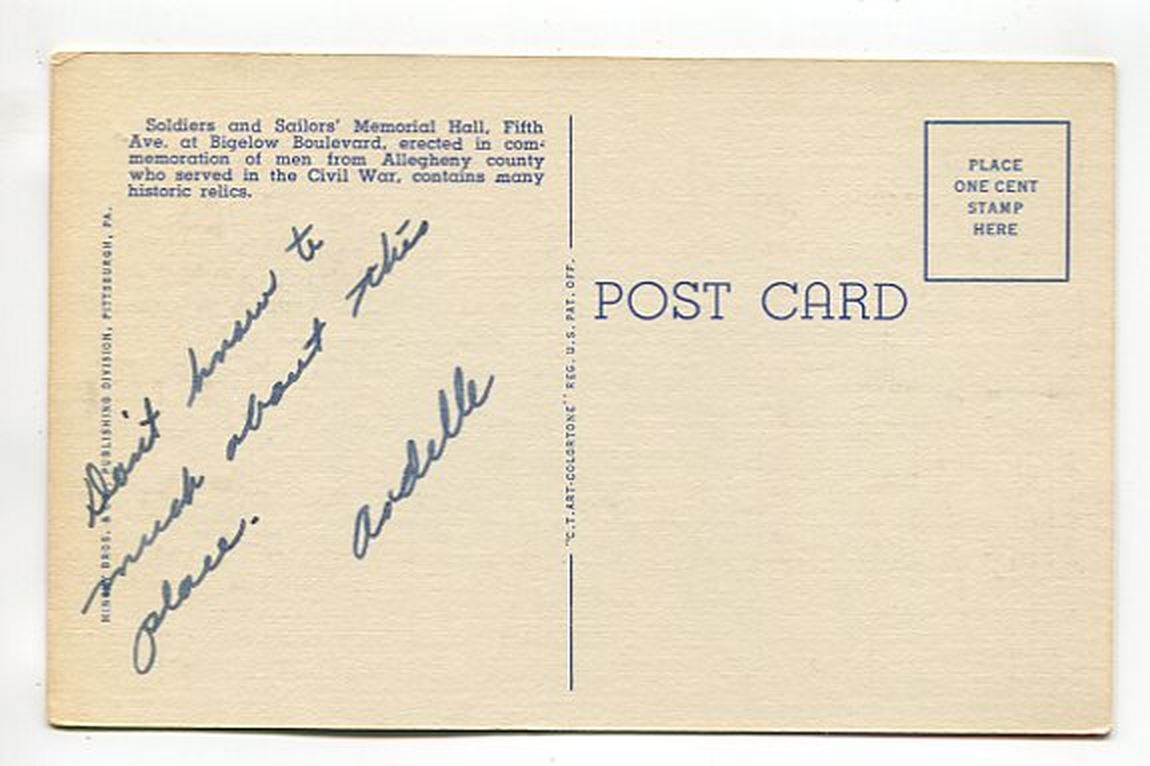 Soldiers and Sailors' Memorial Hall, Fifth
Ave. at Bigelow Boulevard, erected in com-
memoration of men from Allegheny county
who served in the Civil War, contains many
historic relics.
Don't know to
much about this
place.
Andelle
BROS. & PUBLISHING DIVISION, PITTSBURGH, PA.
"C.T. ART-COLORTONE" REG. U.S. PAT. OFF.
POST CARD
PLACE
ONE CENT
STAMP
HERE